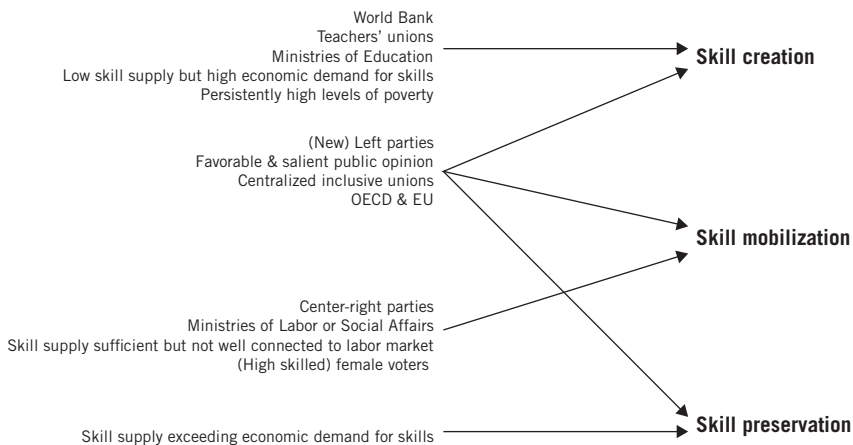 World Bank
Teachers' unions
Ministries of Education
Low skill supply but high economic demand for skills
Persistently high levels of poverty
Skill creation
(New) Left parties
Favorable & salient public opinion
Centralized inclusive unions
OECD & EU
Skill mobilization
Center-right parties
Ministries of Labor or Social Affairs
Skill supply sufficient but not well connected to labor market
(High skilled) female voters
Skill supply exceeding economic demand for skills
Skill preservation